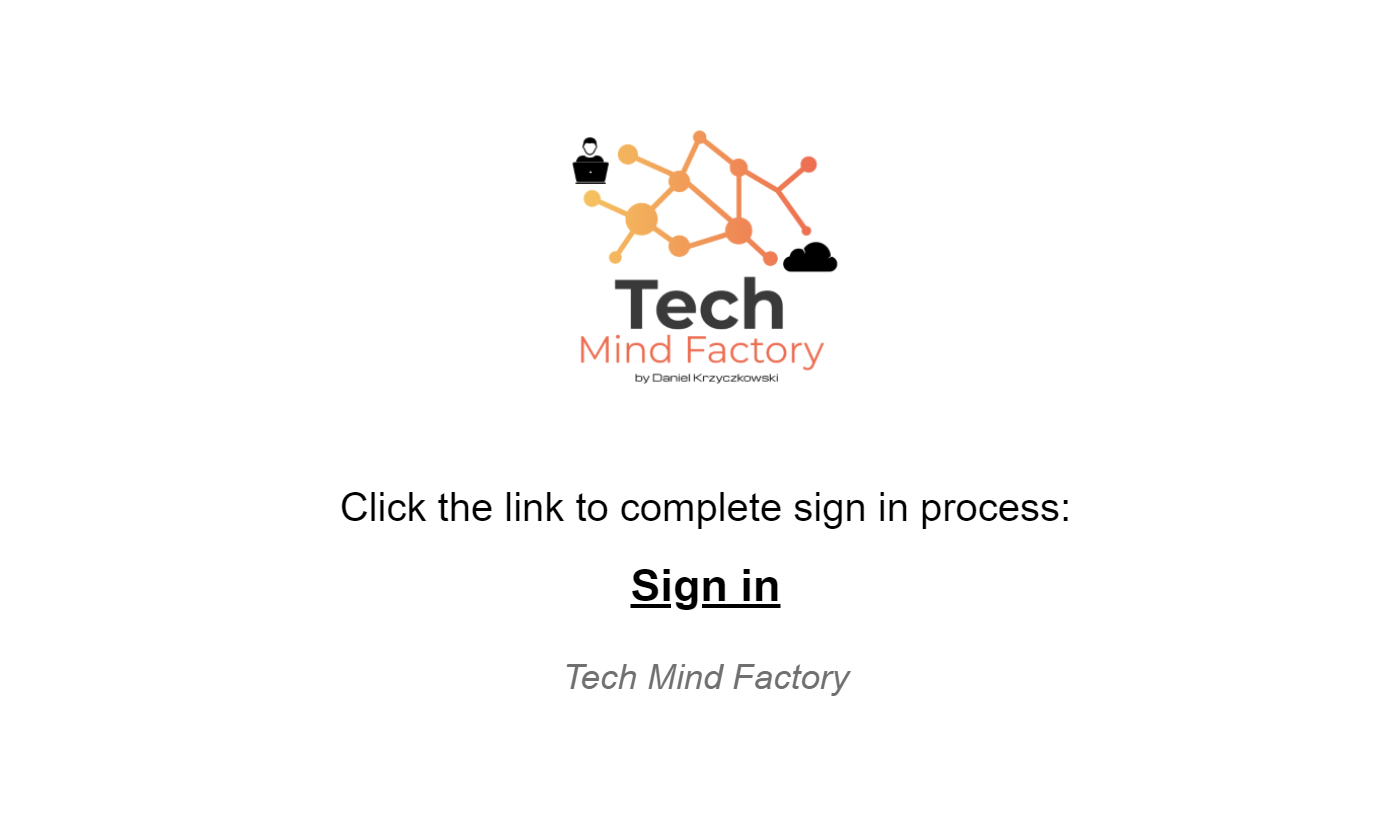 Tech
Mind Factory
by Daniel Krzyczkowski
Click the link to complete sign in process:
Sign in
Tech Mind Factory